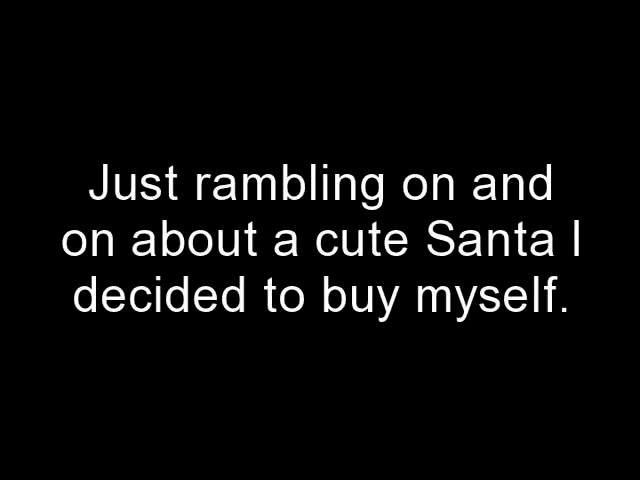 Just rambling on and
on about a cute Santa I
decided to buy myself.